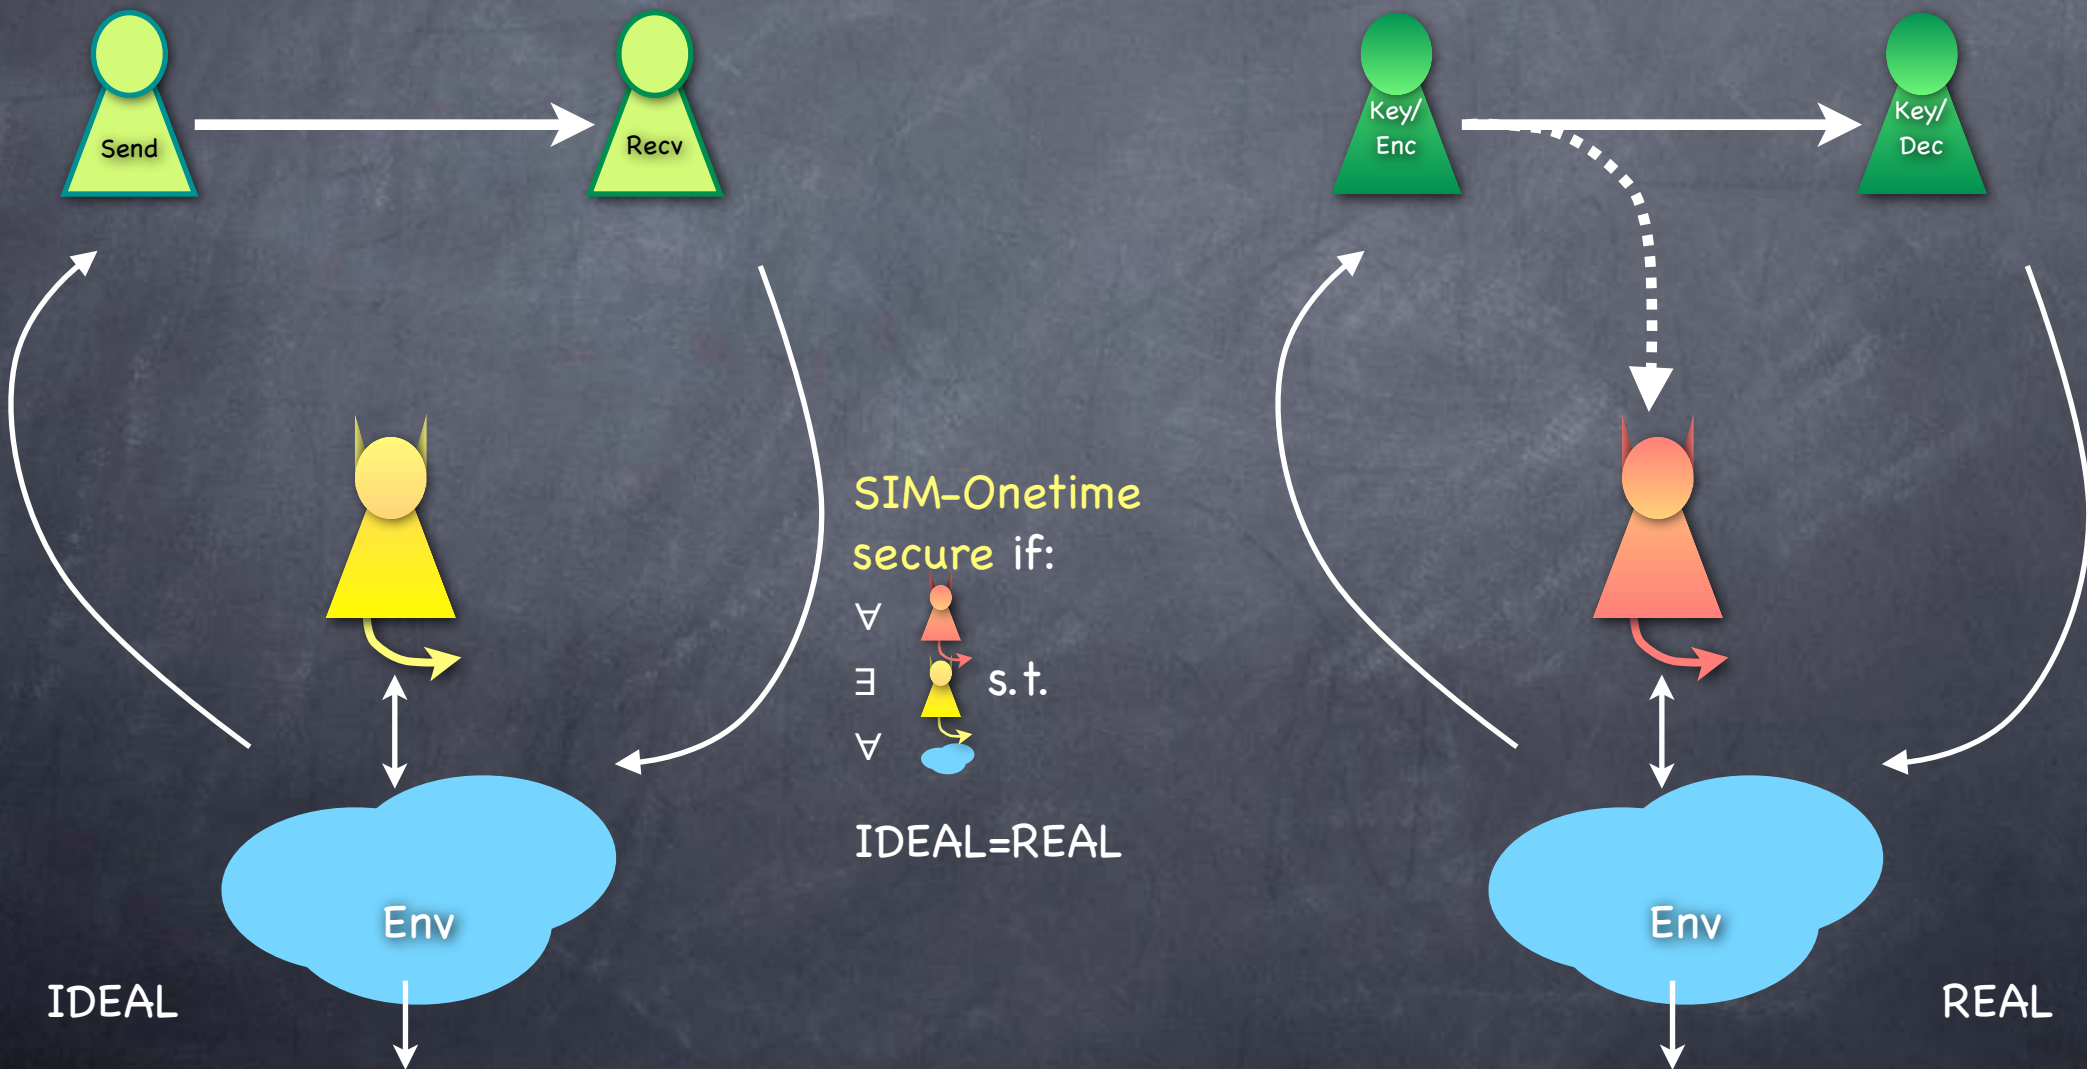 Send
Recv
Key/
Enc
Key/
Dec
SIM-Onetime
secure if:
∀
∃ s.t.
∀
IDEAL=REAL
Env
Env
IDEAL
REAL